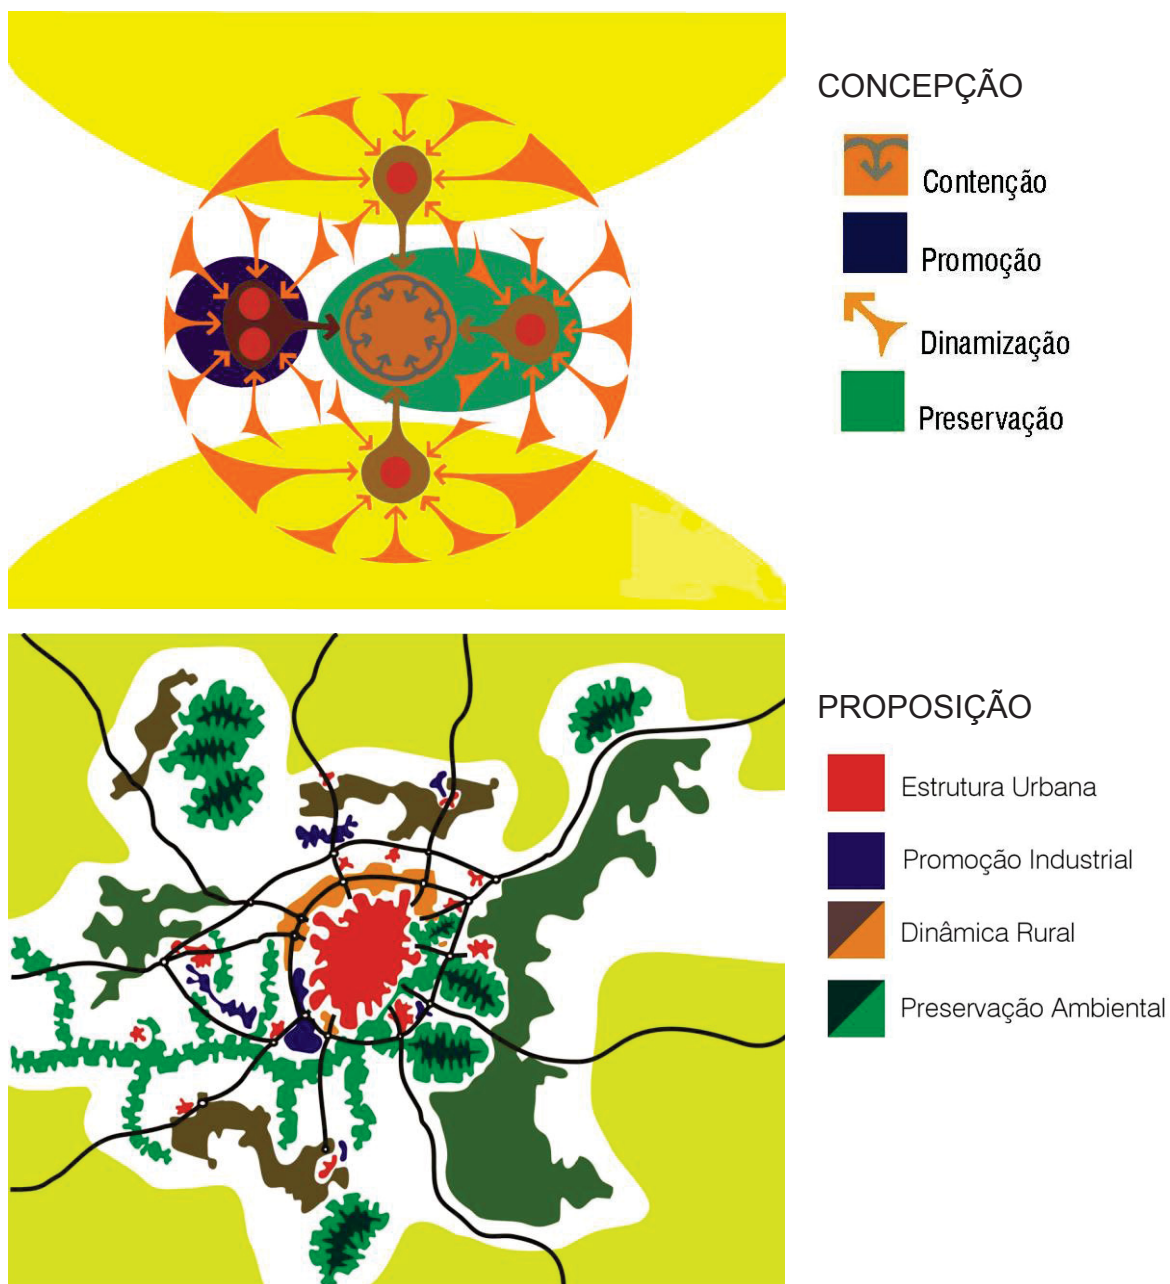 CONCEPÇÃO
Contenção
Promoção
Dinamização
Preservação
PROPOSIÇÃO
Estrutura Urbana
Promoção Industrial
Dinâmica Rural
Preservação Ambiental